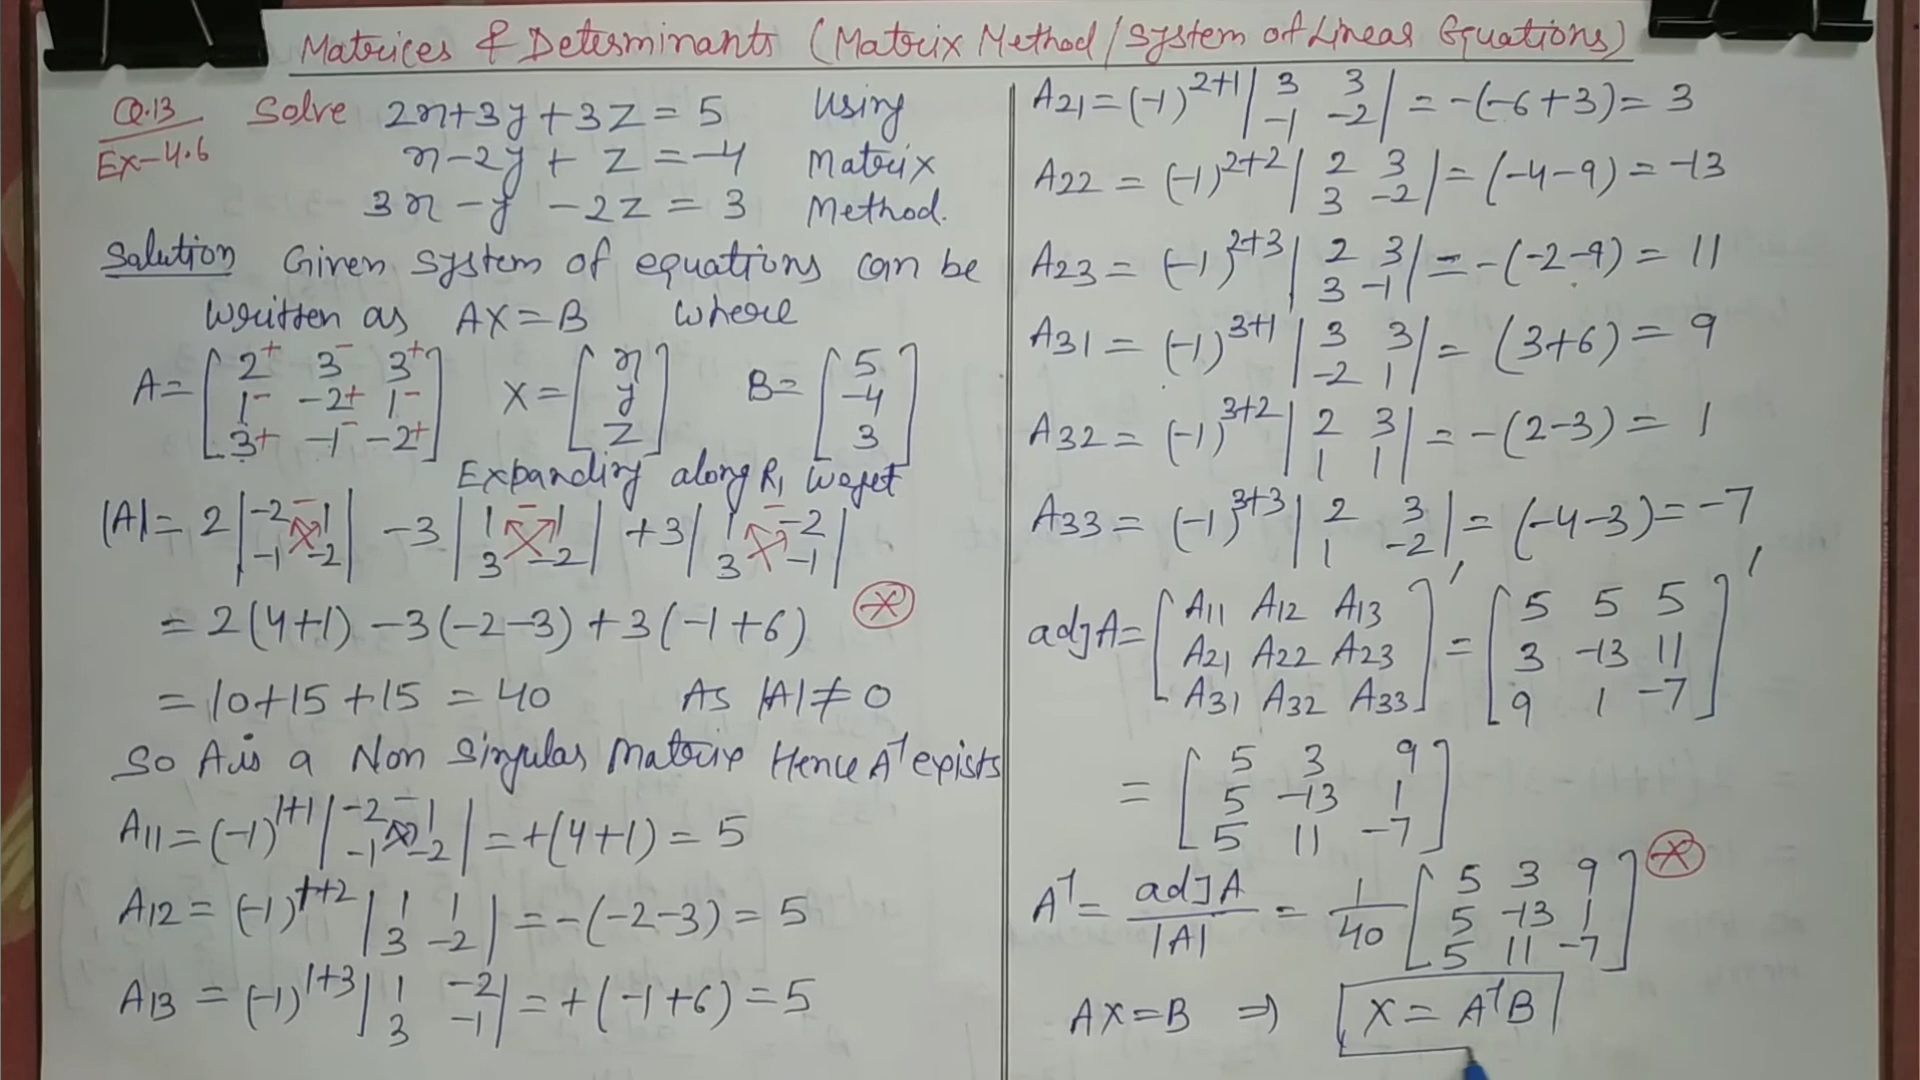 Matrices & Determinants (Matrix Method/System of Linear Equations)
Q.13
Ex-4.6
Solve 2x+3y+3z=5 Using
x-2y+z=-4 Matrix
3x-y-2z=3 Method.
Solution Given system of equations can be
written as AX=B where
A=[2+ 3- 3+ X=[x B=[5
1- -2+ 1- y -4
3+ -1- -2+] z] 3]
Expanding along R1 we get
|A|= 2|-2 1| -3|1 1| +3|1 -2|
|-1 -2| |3 -2| |3 -1|
= 2(4+1) -3(-2-3)+3(-1+6)
= 10+15+15 = 40 As |A|≠0
So A is a Non Singular Matrix Hence A⁻¹ exists
A11=(-1)^1+1|-2 1|=+(4+1)=5
|-1 -2|
A12=(-1)^1+2|1 1|=-(-2-3)=5
|3 -2|
A13=(-1)^1+3|1 -2|=+(-1+6)=5
|3 -1|
A21=(-1)^2+1|3 3|=-(-6+3)=3
|-1 -2|
A22=(-1)^2+2|2 3|=(-4-9)=-13
|3 -2|
A23=(-1)^2+3|2 3|=-(-2-9)=11
|3 -1|
A31=(-1)^3+1|3 3|=(3+6)=9
|-2 1|
A32=(-1)^3+2|2 3|=-(2-3)=1
|1 1|
A33=(-1)^3+3|2 3|=(-4-3)=-7
|1 -2|
adjA=[A11 A12 A13 ]' =[5 5 5 ]'
A21 A22 A23 3 -13 11
A31 A32 A33 9 1 -7
=[5 3 9
5 -13 1
5 11 -7]
A⁻¹= adjA/|A| = 1/40 [5 3 9
5 -13 1
5 11 -7]
AX=B ⇒ X=A⁻¹B